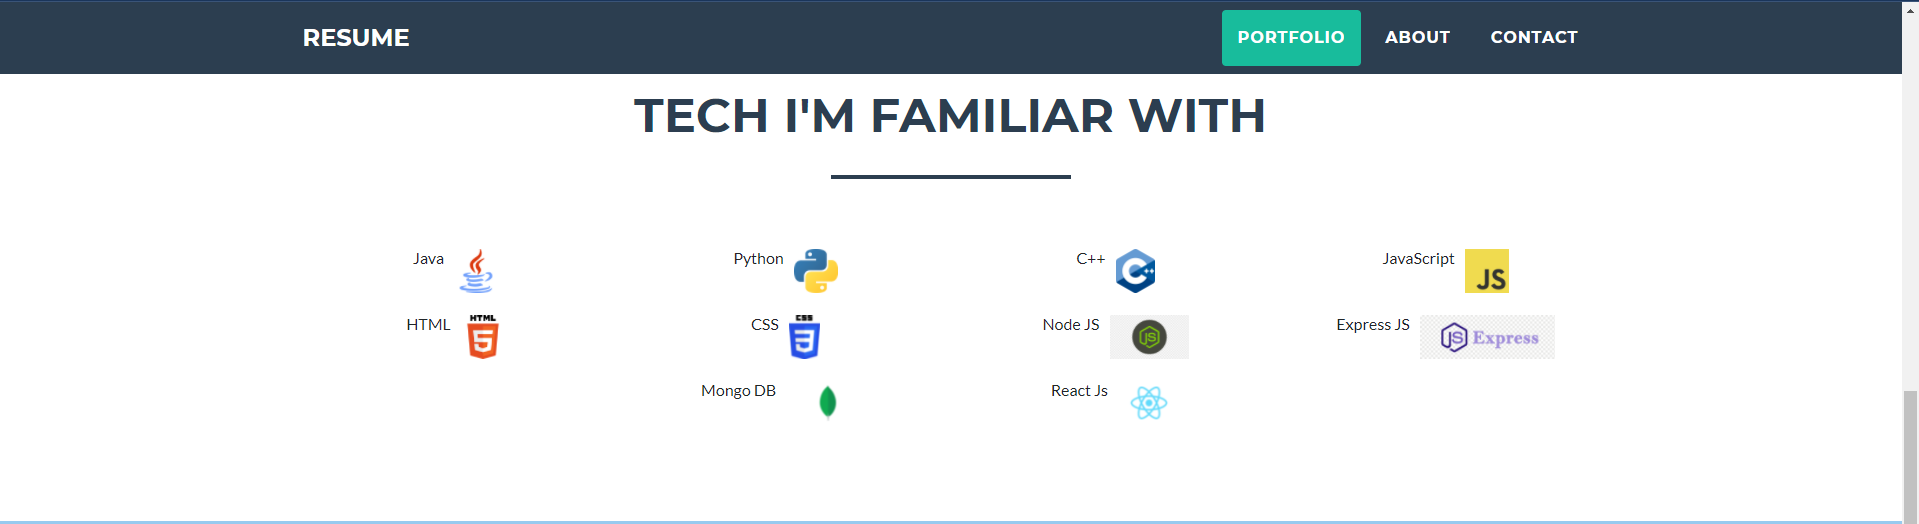 RESUME PORTFOLIO ABOUT CONTACT
TECH I'M FAMILIAR WITH
Java Python C++ C++ JavaScript JS
HTML HTML 5 CSS CSS 3 Node JS JS Express JS JS Express
Mongo DB React Js